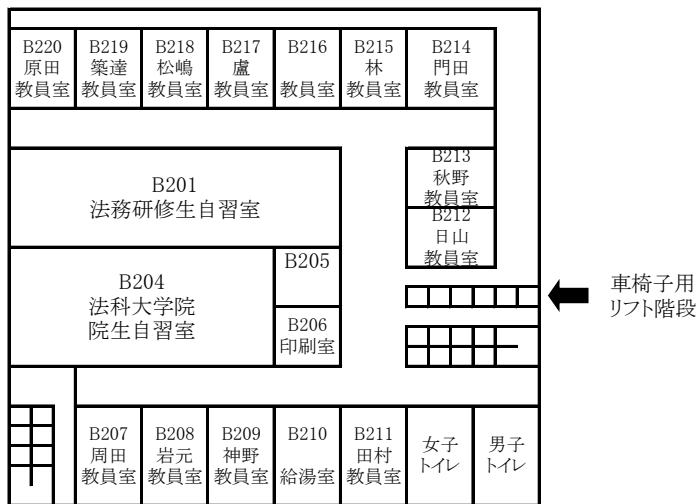 B220
原田
教員室
B219
築達
教員室
B218
松嶋
教員室
B217
盧
教員室
B216
教員室
B215
林
教員室
B214
門田
教員室
B201
法務研修生自習室
B213
秋野
教員室
B212
日山
教員室
B204
法科大学院
院生自習室
B205
B206
印刷室
車椅子用
リフト階段
B207
周田
教員室
B208
岩元
教員室
B209
神野
教員室
B210
給湯室
B211
田村
教員室
女子
トイレ
男子
トイレ